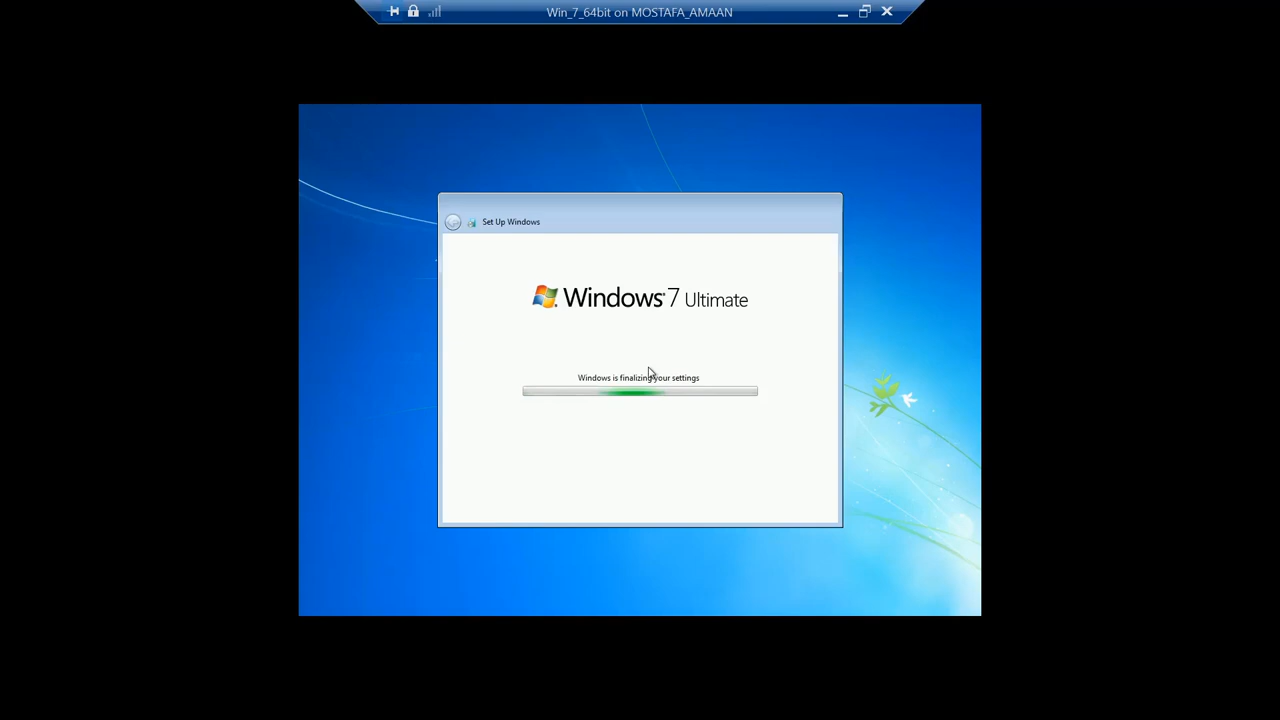 Win_7_64bit on MOSTAFA_AMAAN
Set Up Windows
Windows 7 Ultimate
Windows is finalizing your settings